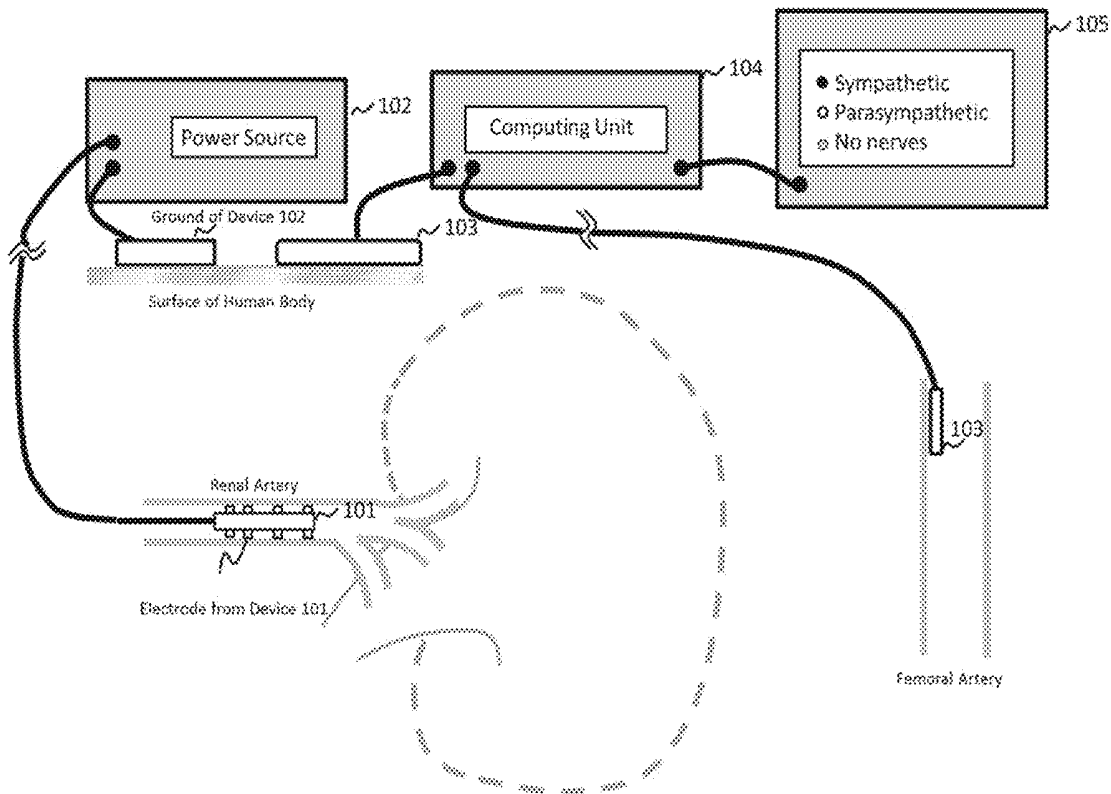 105
Sympathetic
Parasympathetic
No nerves
104
Computing Unit
102
Power Source
Ground of Device 102
103
Surface of Human Body
103
Renal Artery
101
Electrode from Device 101
Femoral Artery